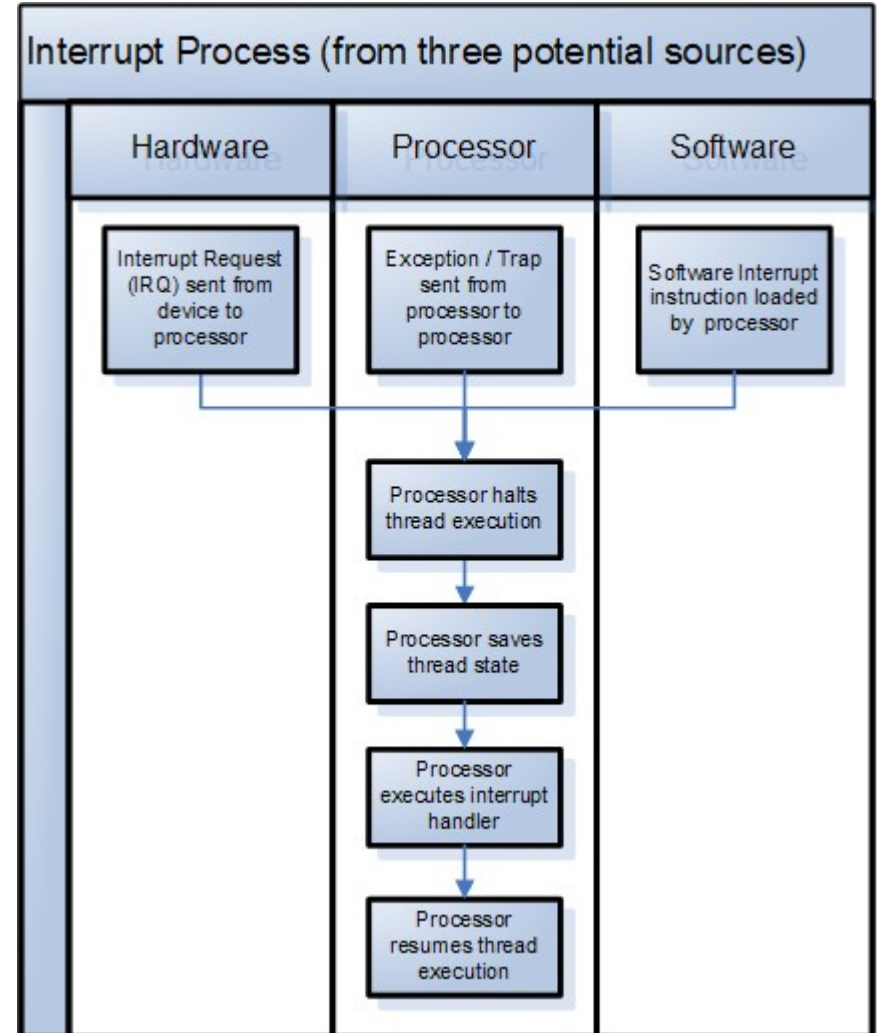 Interrupt Process (from three potential sources)
Hardware
Processor
Software
Interrupt Request
(IRQ) sent from
device to
processor
Exception / Trap
sent from
processor to
processor
Software Interrupt
instruction loaded
by processor
Processor halts
thread execution
Processor saves
thread state
Processor
executes interrupt
handler
Processor
resumes thread
execution